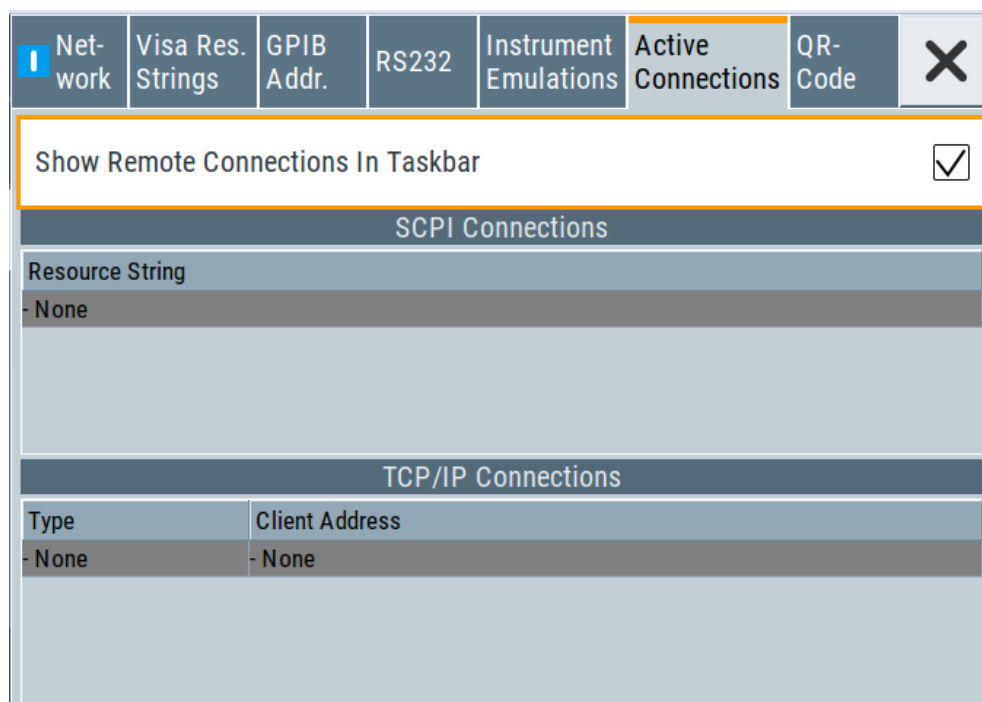 Net-
work
Visa Res.
Strings
GPIB
Addr.
RS232
Instrument
Emulations
Active
Connections
QR-
Code
Show Remote Connections In Taskbar
SCPI Connections
Resource String
- None
TCP/IP Connections
Type Client Address
- None - None